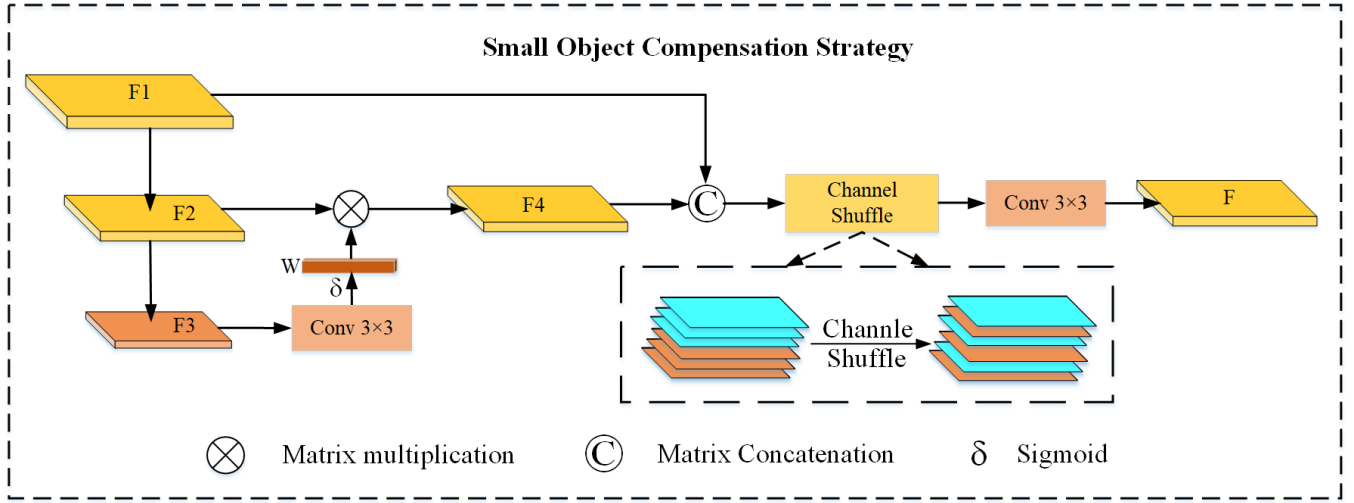 Small Object Compensation Strategy
F1
F2
F4
C
Channel
Shuffle
Conv 3×3
F
W
δ
F3
Conv 3×3
Channle
Shuffle
Matrix multiplication
C
Matrix Concatenation
δ
Sigmoid